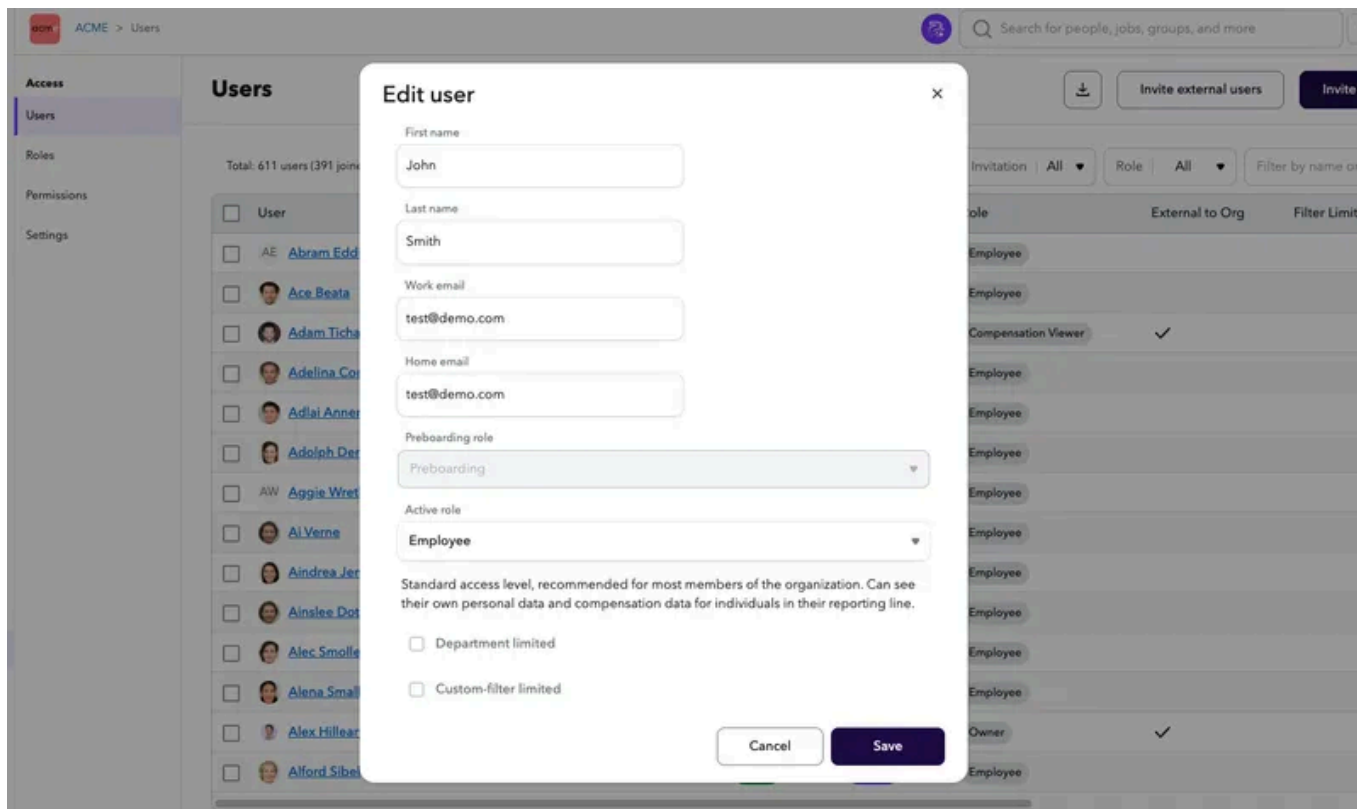 acme
ACME > Users
Search for people, jobs, groups, and more
Access
Users
Roles
Permissions
Settings
Users
Invite external users
Invite
Total: 611 users (391 joine
Invitation All
Role All
Filter by name o
User
ole
External to Org
Filter Limit
AE Abram Edd
Employee
Ace Beata
Employee
Adam Ticha
Compensation Viewer
Adelina Cor
Employee
Adlai Anner
Employee
Adolph Der
Employee
AW Aggie Wret
Employee
Al Verne
Employee
Aindrea Jer
Employee
Ainslee Dot
Employee
Alec Smolle
Employee
Alena Small
Employee
Alex Hillear
Owner
Alford Sibel
Employee
Edit user
First name
John
Last name
Smith
Work email
test@demo.com
Home email
test@demo.com
Preboarding role
Preboarding
Active role
Employee
Standard access level, recommended for most members of the organization. Can see
their own personal data and compensation data for individuals in their reporting line.
Department limited
Custom-filter limited
Cancel
Save